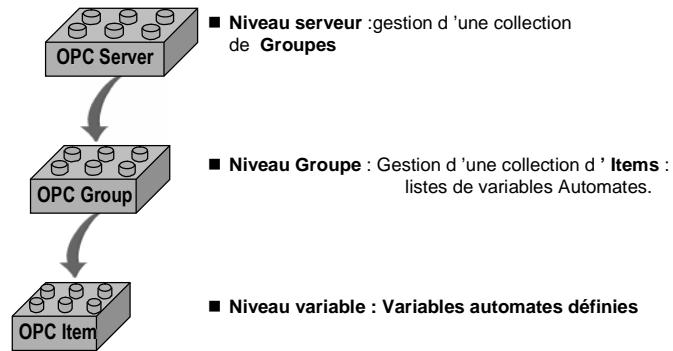 ■ Niveau serveur :gestion d ’une collection
de Groupes
OPC Server
■ Niveau Groupe : Gestion d ’une collection d ’ Items :
listes de variables Automates.
OPC Group
■ Niveau variable : Variables automates définies
OPC Item